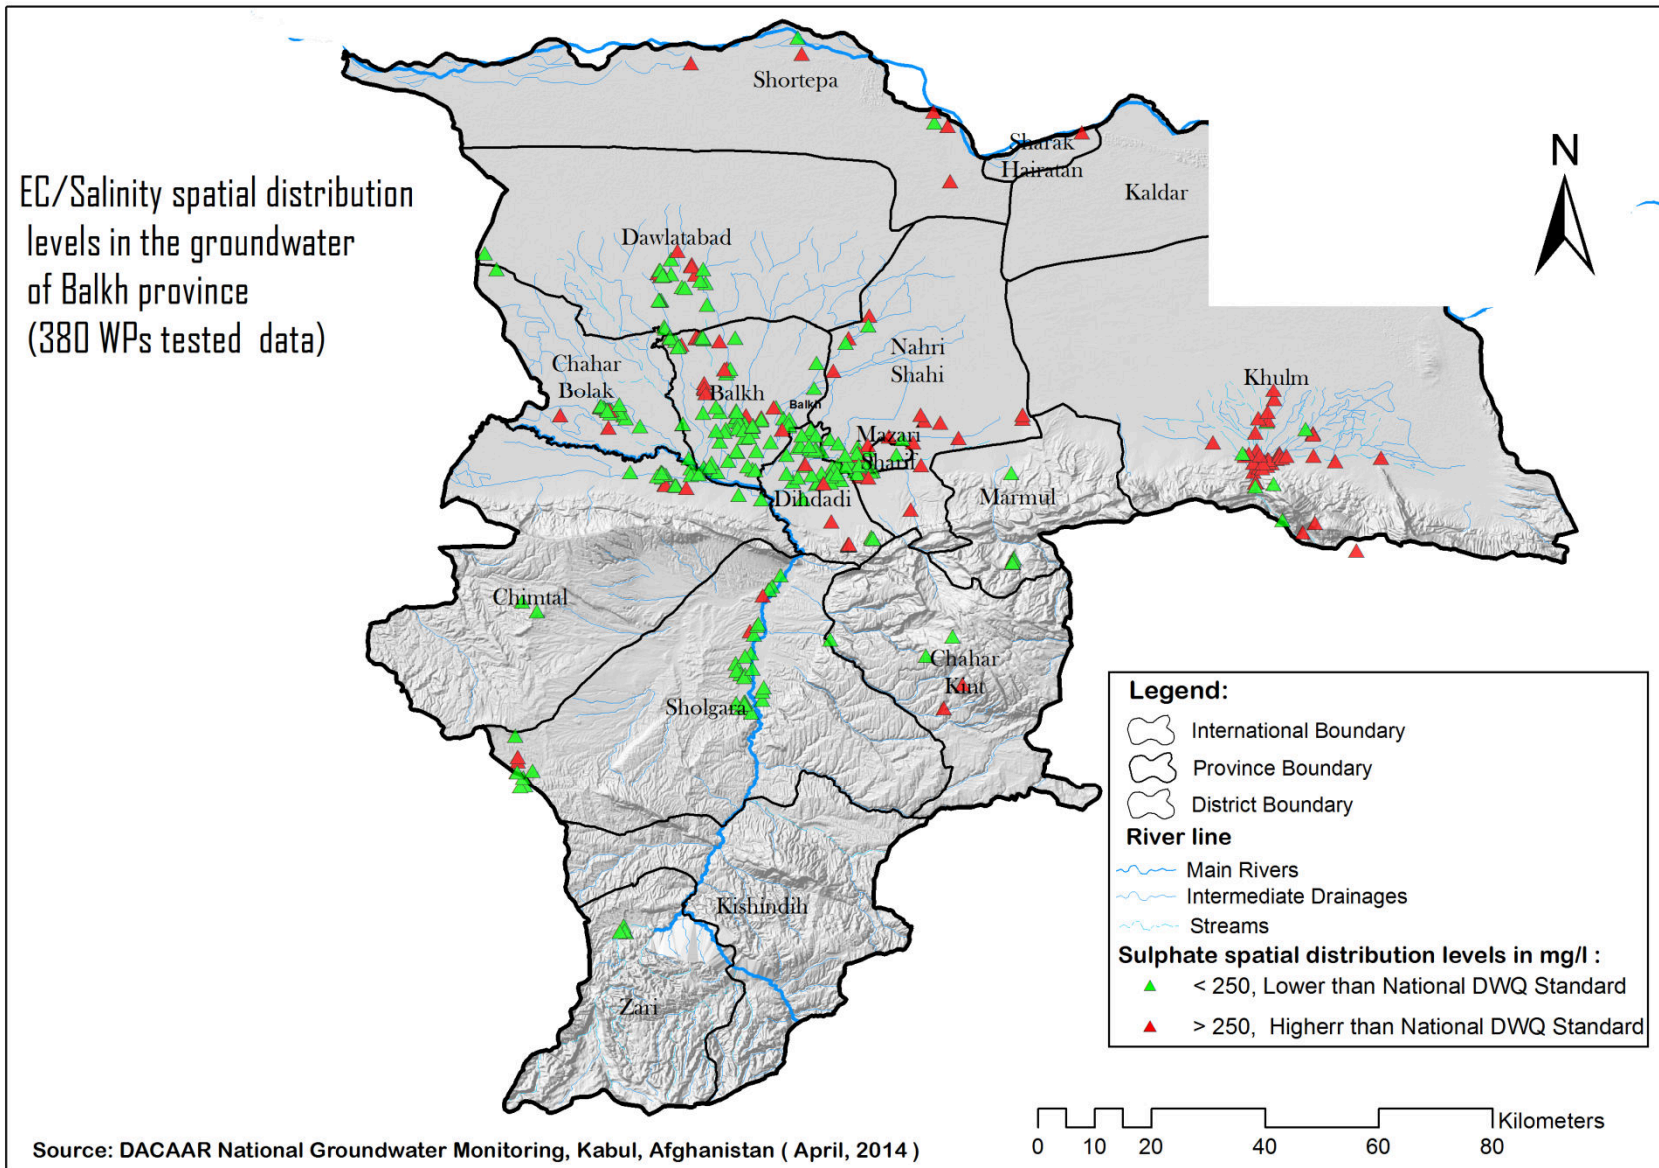 EC/Salinity spatial distribution
levels in the groundwater
of Balkh province
(380 WPs tested data)
Shortepa
Sharak
Hairatan
Kaldar
N
Dawlatabad
Nahri
Shahi
Chahar
Bolak
Balkh
Balkh
Khulm
Mazari
Sharif
Dihdadi
Marmul
Chimtal
Chahar
Kint
Sholgara
Kishindih
Zari
Legend:
International Boundary
Province Boundary
District Boundary
River line
Main Rivers
Intermediate Drainages
Streams
Sulphate spatial distribution levels in mg/l :
< 250, Lower than National DWQ Standard
> 250, Higherr than National DWQ Standard
Kilometers
0 10 20 40 60 80
Source: DACAAR National Groundwater Monitoring, Kabul, Afghanistan ( April, 2014 )